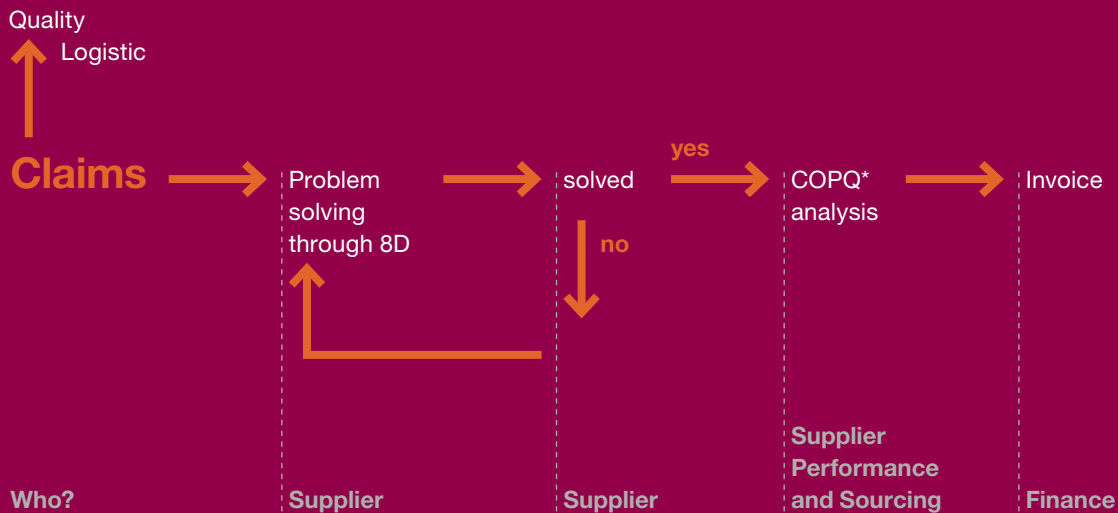 Quality
Logistic
Claims
Problem
solving
through 8D
solved
yes
no
COPQ*
analysis
Invoice
Who?
Supplier
Supplier
Supplier
Performance
and Sourcing
Finance